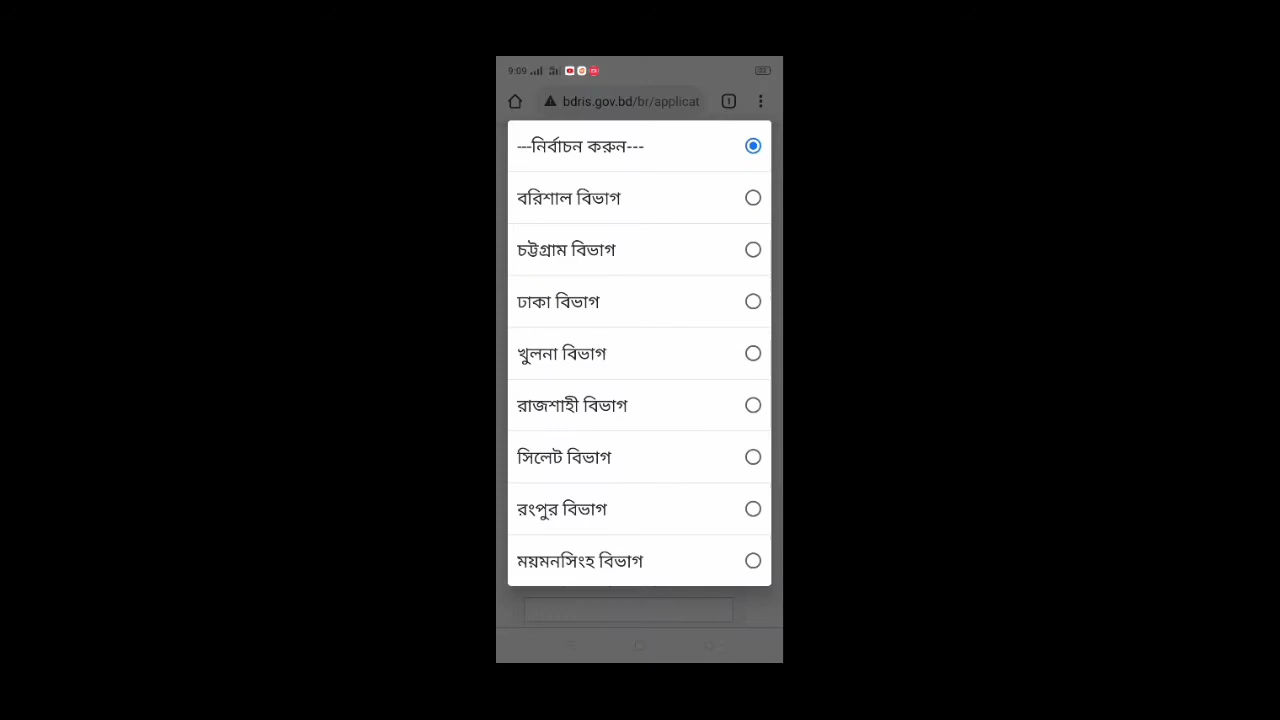 9:09
bdris.gov.bd/br/applicat
---নির্বাচন করুন---
বরিশাল বিভাগ
চট্টগ্রাম বিভাগ
ঢাকা বিভাগ
খুলনা বিভাগ
রাজশাহী বিভাগ
সিলেট বিভাগ
রংপুর বিভাগ
ময়মনসিংহ বিভাগ